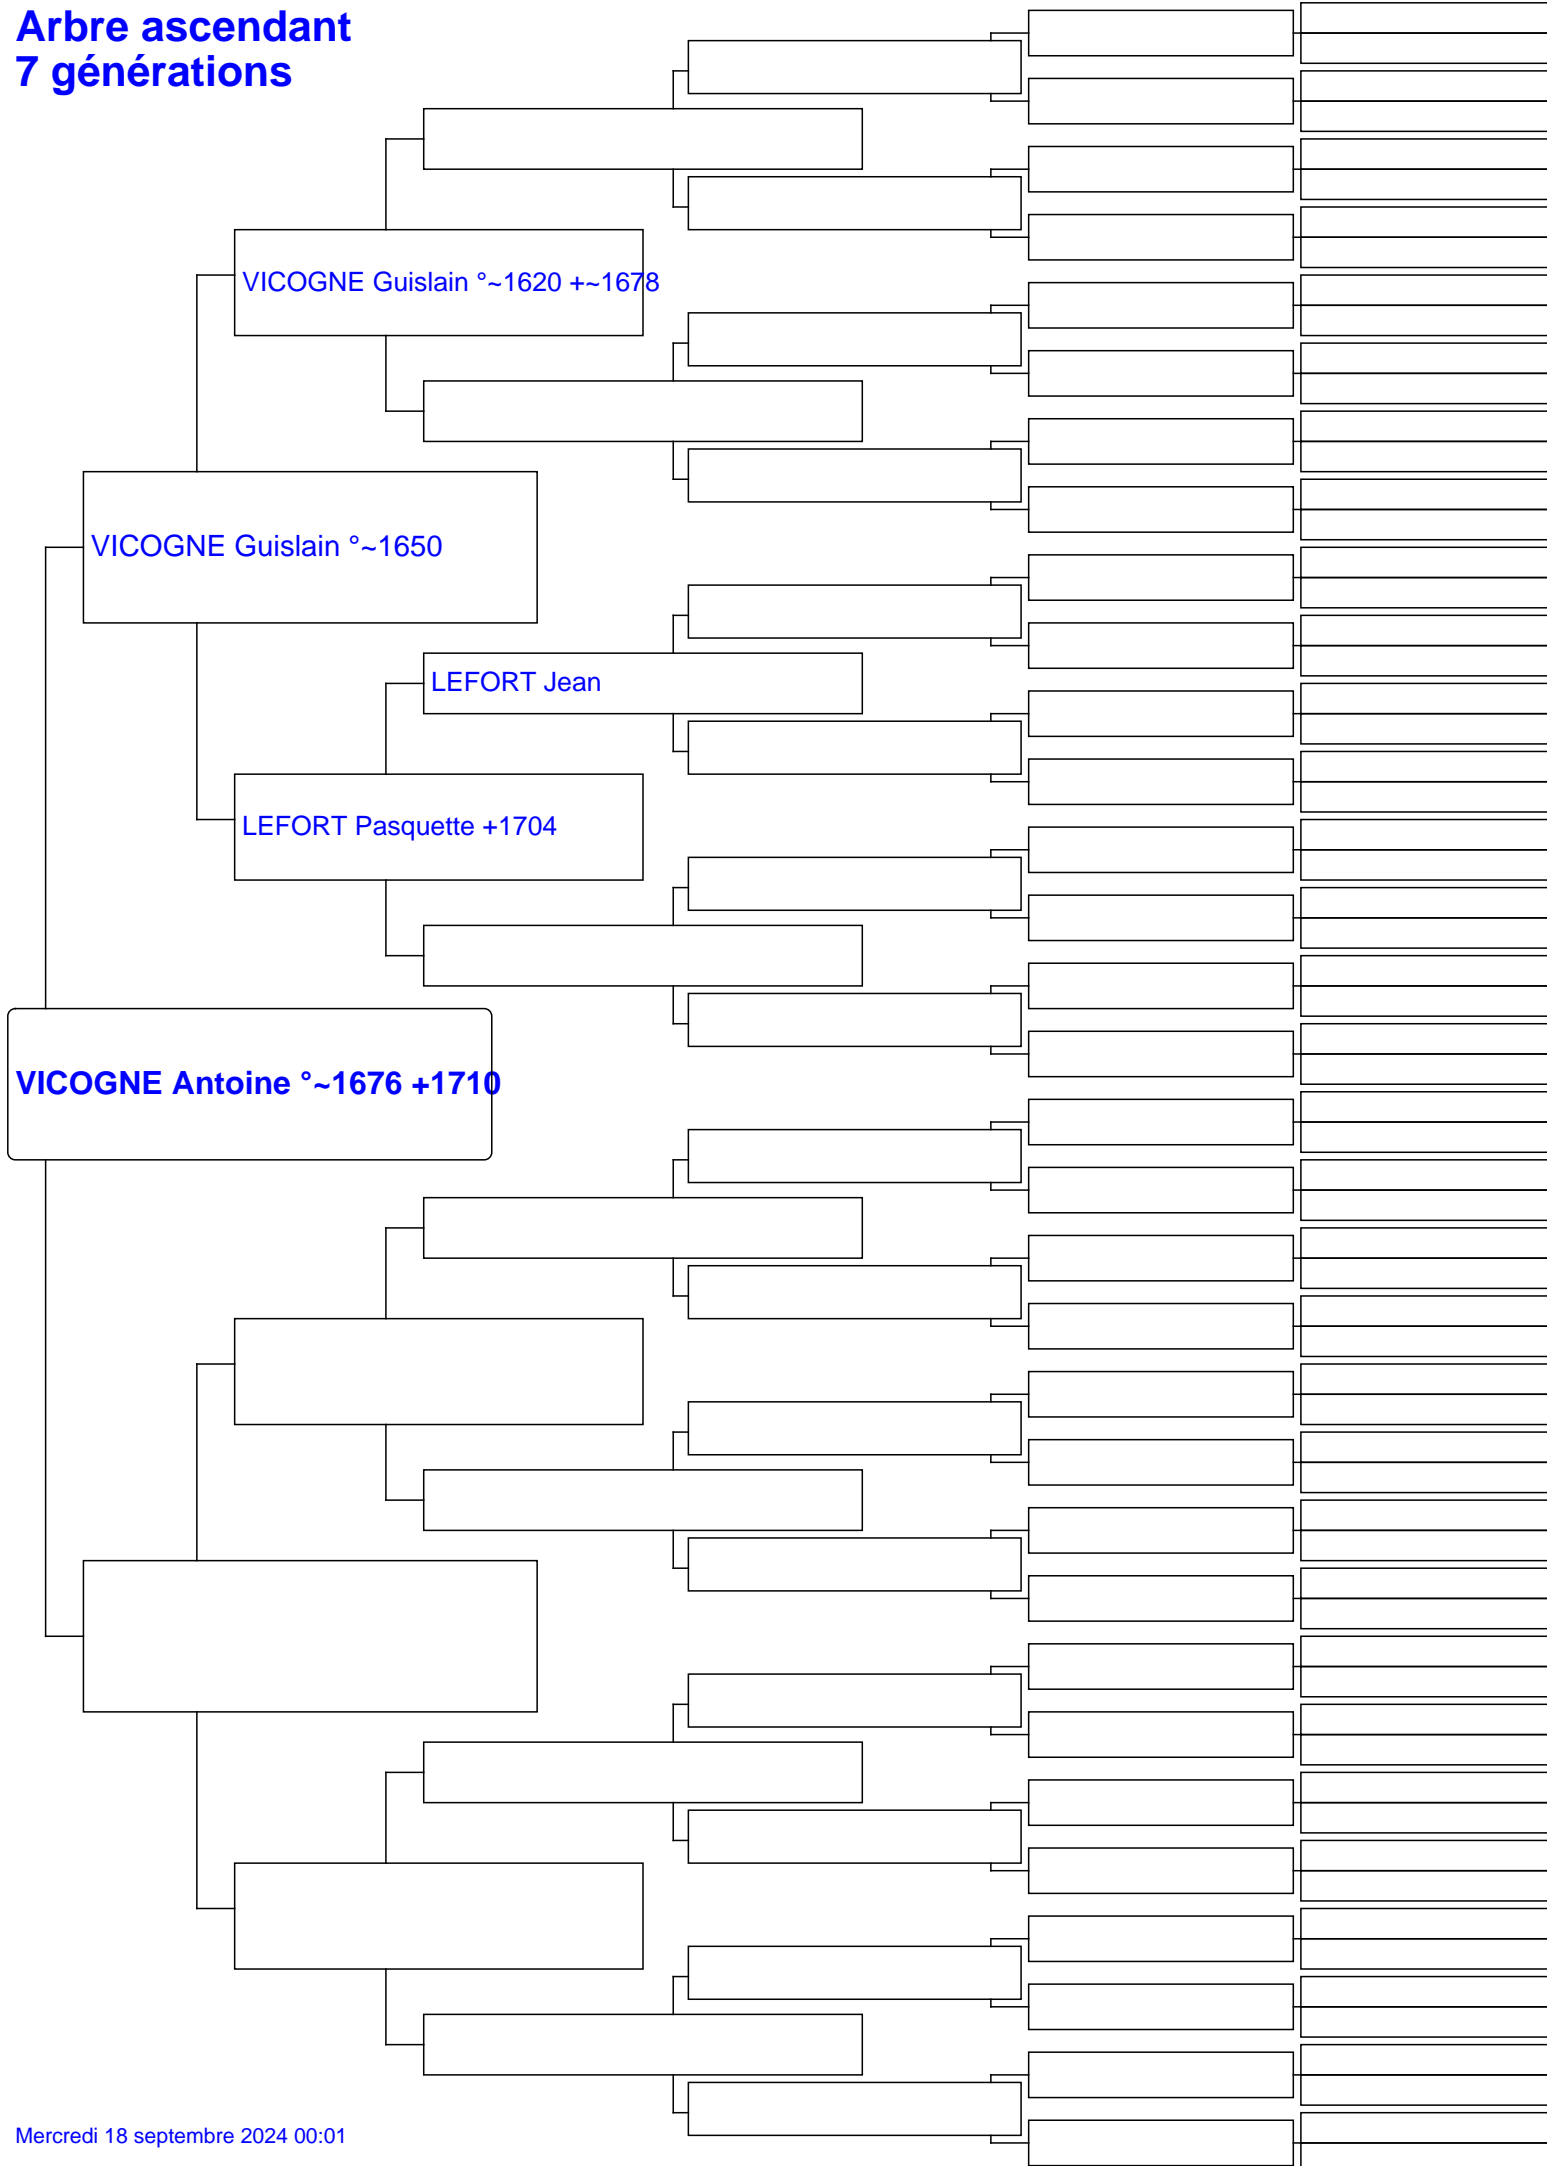 Arbre ascendant
7 générations
VICOGNE Guislain °~1620 +~1678
VICOGNE Guislain °~1650
LEFORT Jean
LEFORT Pasquette +1704
VICOGNE Antoine °~1676 +1710
Mercredi 18 septembre 2024 00:01